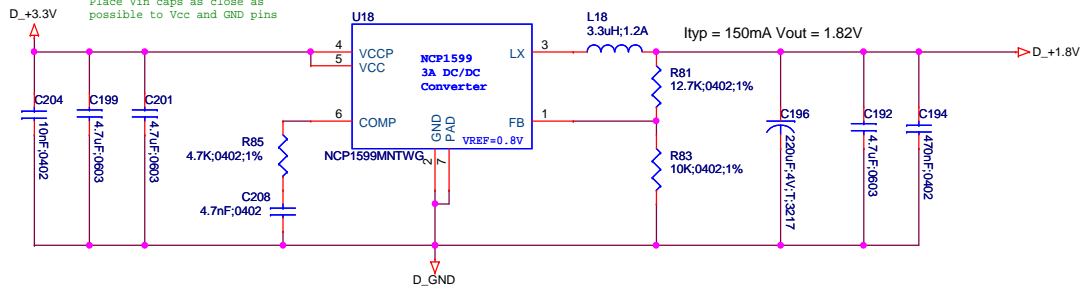 Place Vin caps as close as
possible to Vcc and GND pins
D_+3.3V
U18
L18
3.3uH;1.2A
Ityp = 150mA Vout = 1.82V
4
VCCP
5
VCC
NCP1599
3A DC/DC
Converter
LX
3
D_+1.8V
R81
12.7K;0402;1%
C204
10nF;0402
C199
4.7uF;0603
C201
4.7uF;0603
6
COMP
FB
1
GND
PAD
VREF=0.8V
2
7
NCP1599MNTWG
R85
4.7K;0402;1%
C208
4.7nF;0402
R83
10K;0402;1%
C196
220uF;4V;T;3217
C192
4.7uF;0603
C194
470nF;0402
D_GND